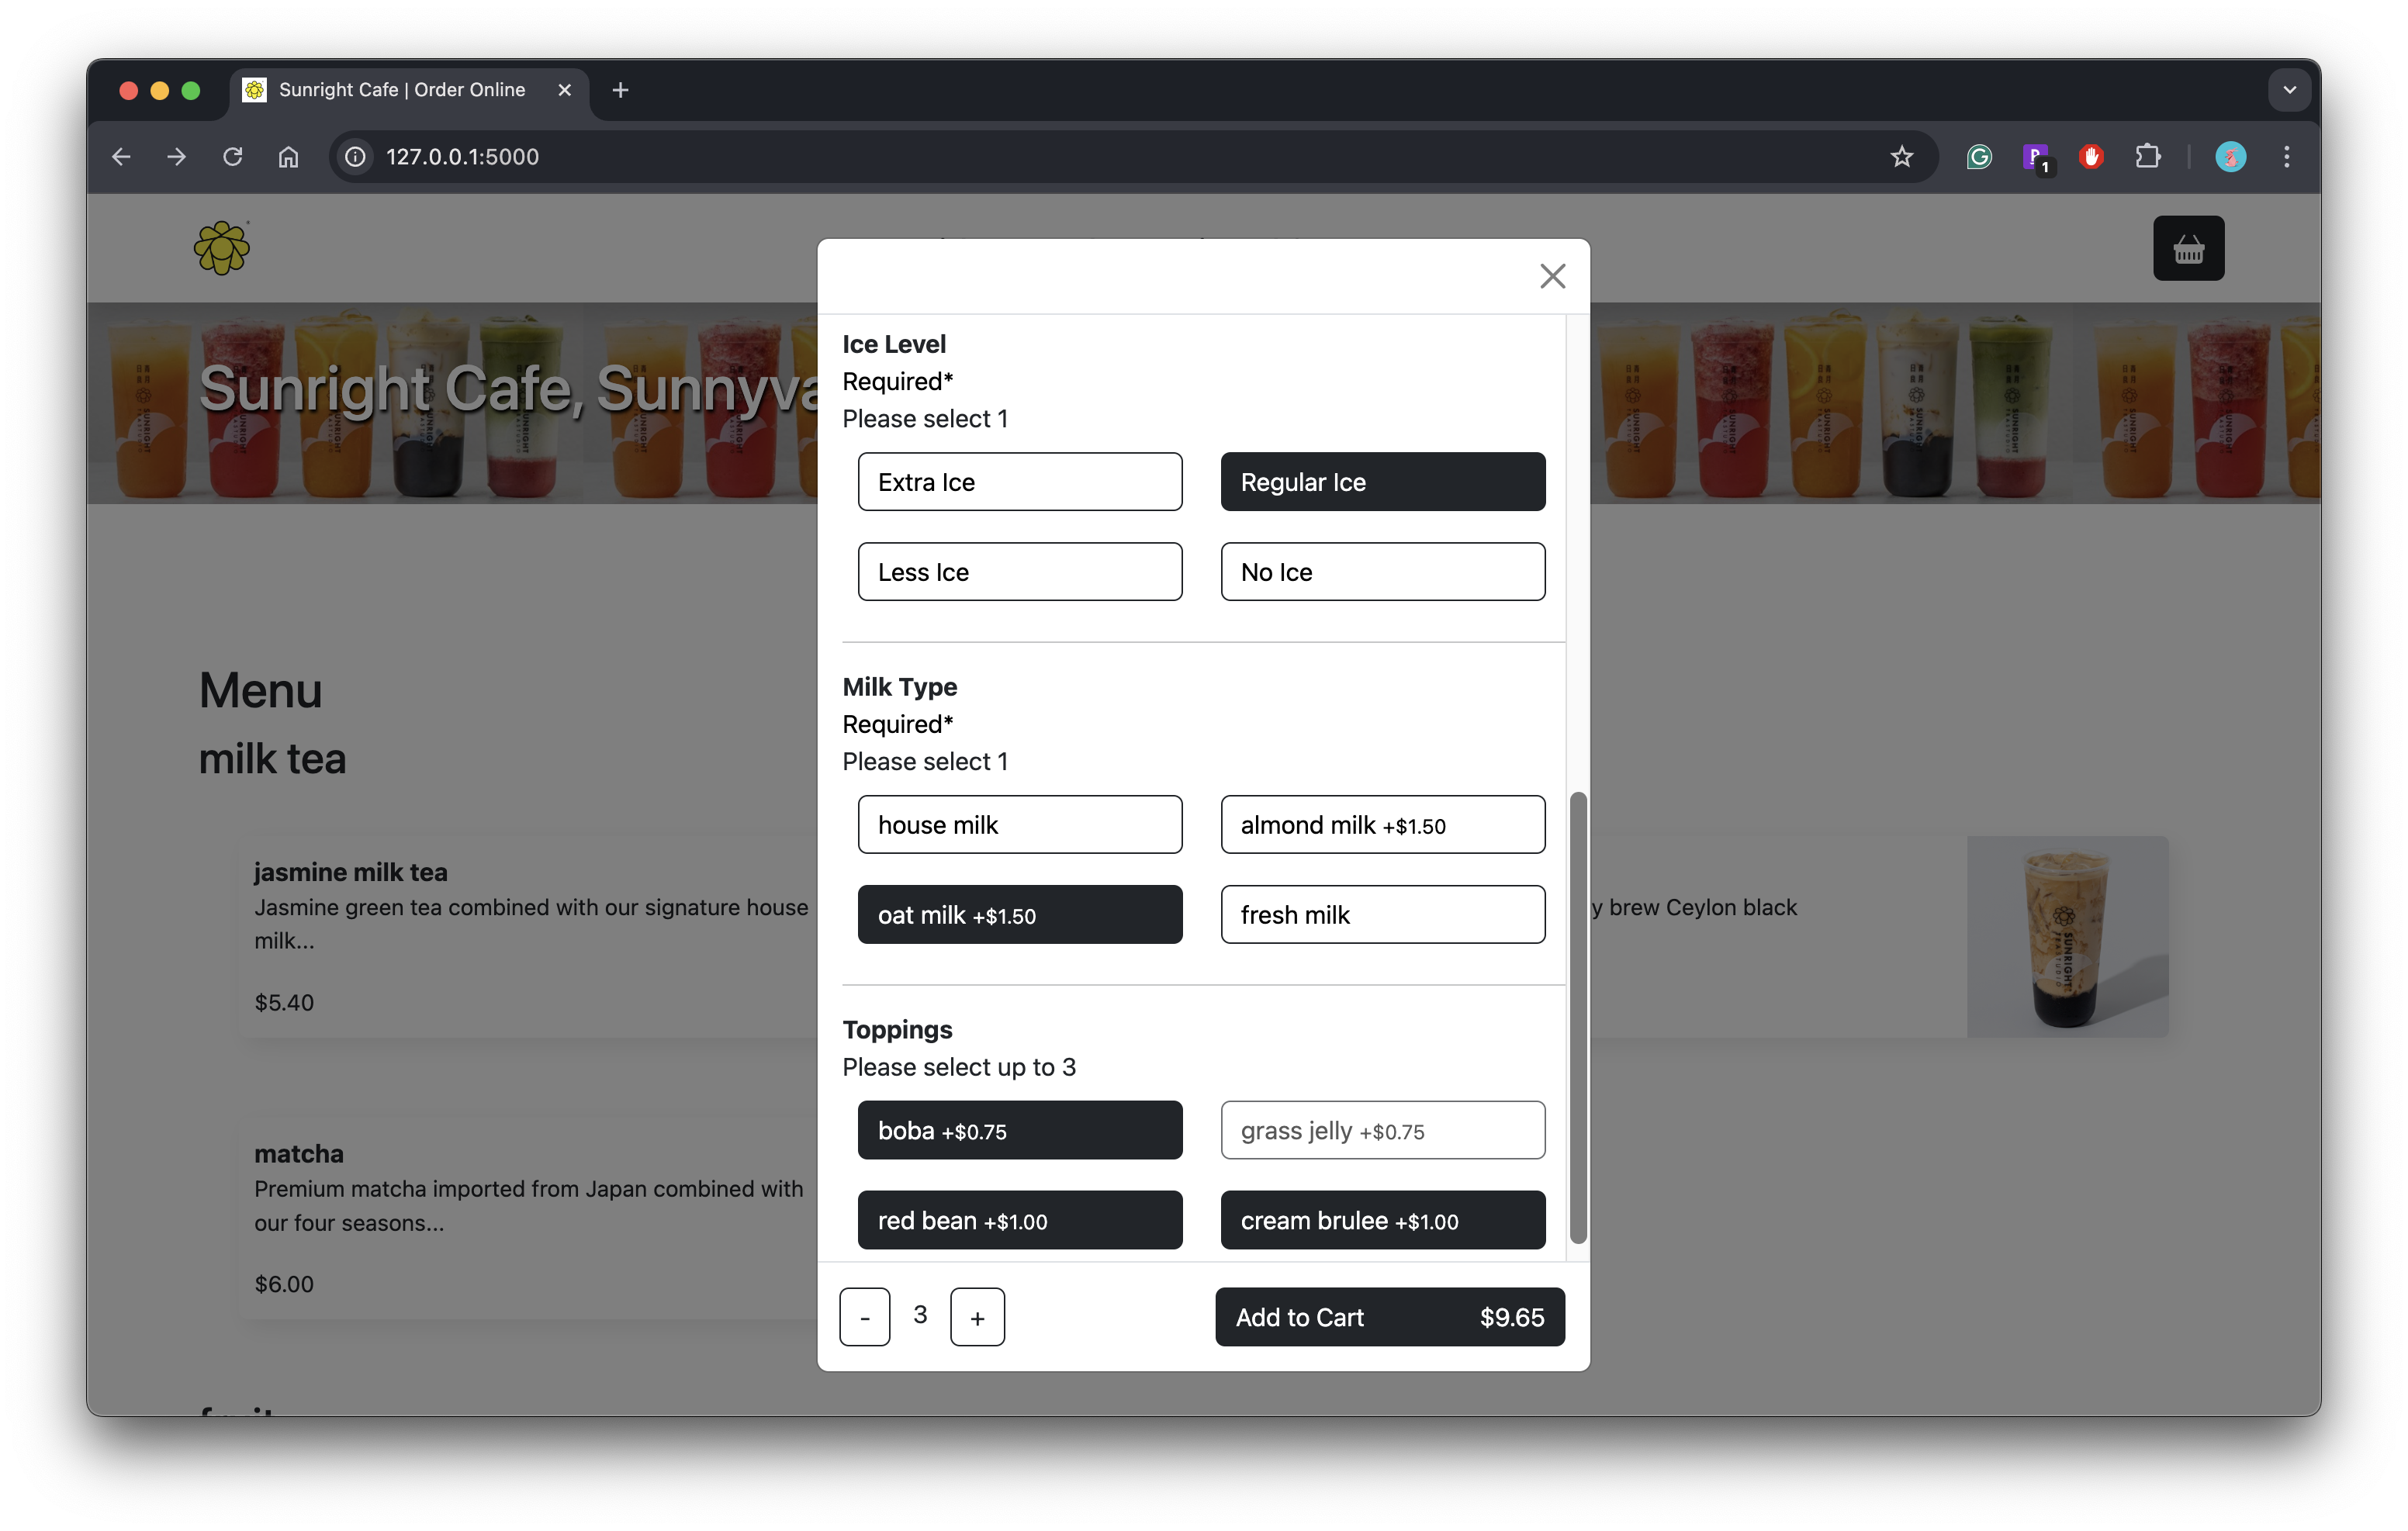 Sunright Cafe | Order Online
127.0.0.1:5000
1
Sunright Cafe, Sunnyva
Menu
milk tea
jasmine milk tea
Jasmine green tea combined with our signature house
milk...
$5.40
y brew Ceylon black
matcha
Premium matcha imported from Japan combined with
our four seasons...
$6.00
Ice Level
Required*
Please select 1
Extra Ice
Regular Ice
Less Ice
No Ice
Milk Type
Required*
Please select 1
house milk
almond milk +$1.50
oat milk +$1.50
fresh milk
Toppings
Please select up to 3
boba +$0.75
grass jelly +$0.75
red bean +$1.00
cream brulee +$1.00
- 3 +
Add to Cart $9.65
SUNRIGHT